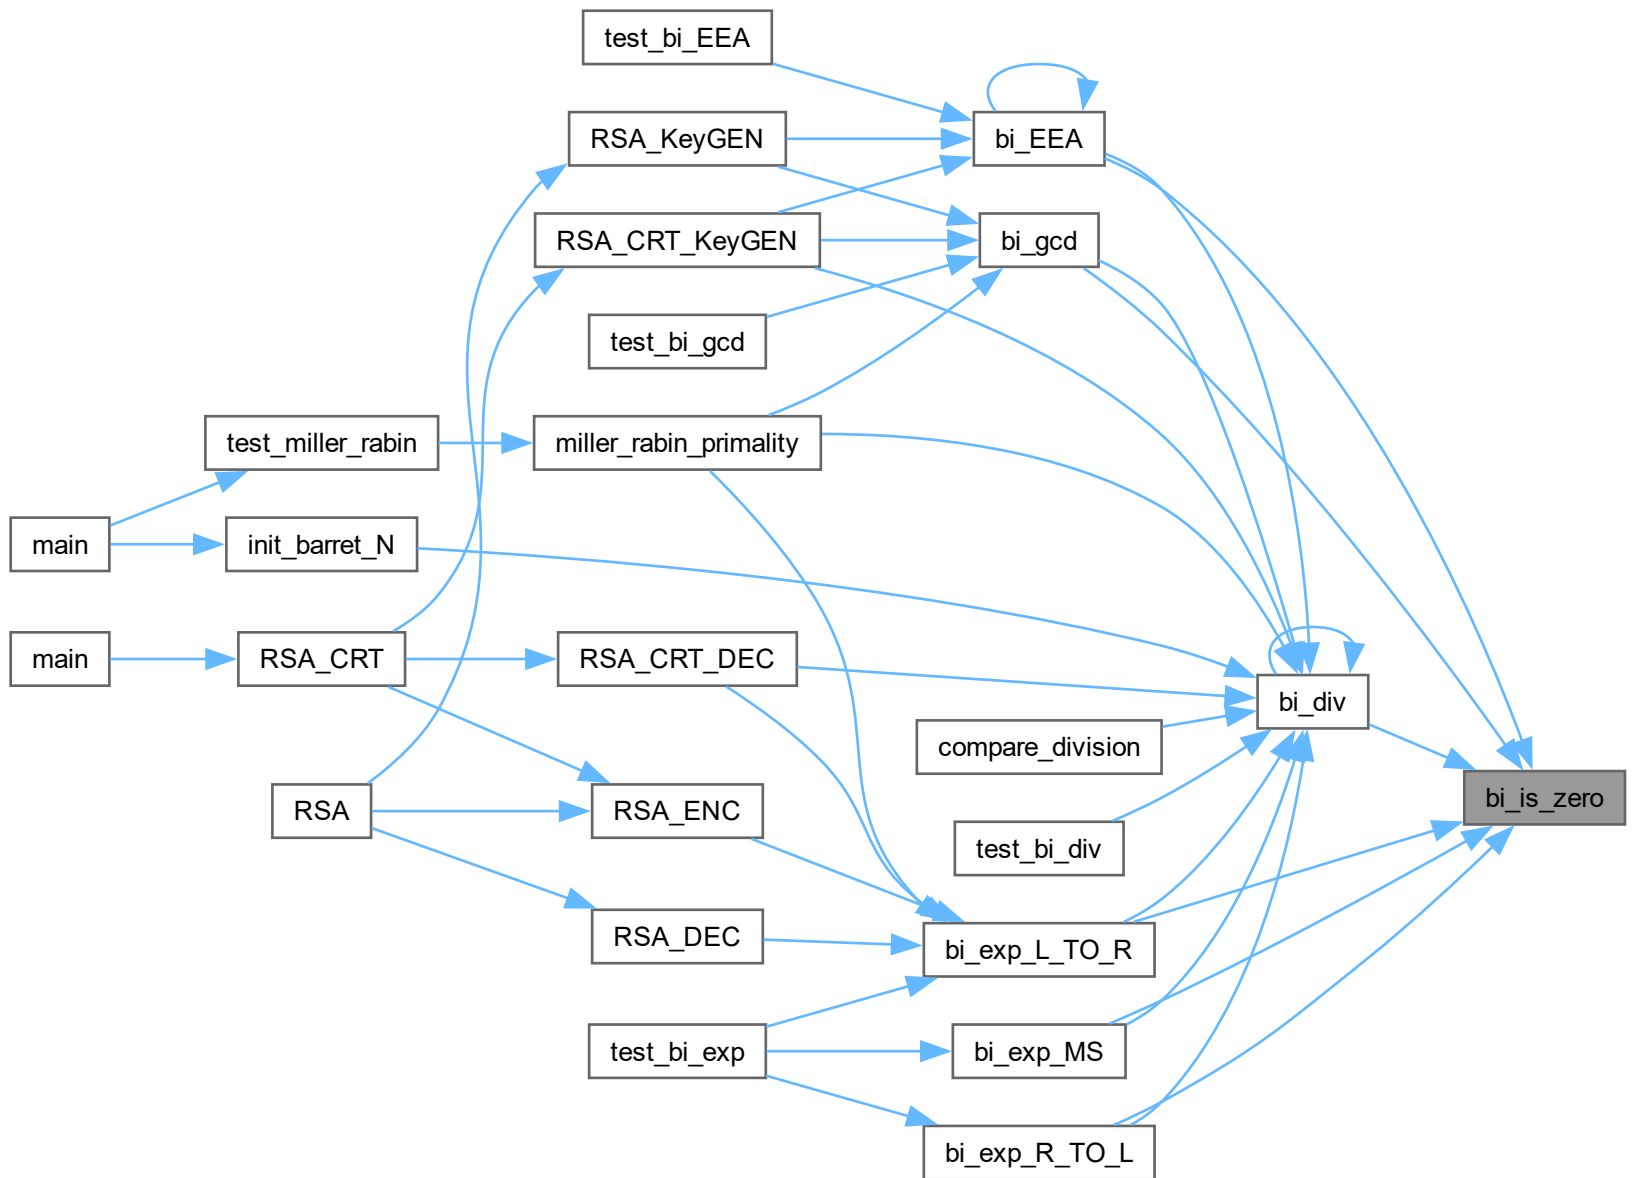 test_bi_EEA
RSA_KeyGEN
bi_EEA
RSA_CRT_KeyGEN
bi_gcd
test_bi_gcd
test_miller_rabin
miller_rabin_primality
main
init_barret_N
main
RSA_CRT
RSA_CRT_DEC
bi_div
compare_division
bi_is_zero
RSA
RSA_ENC
test_bi_div
RSA_DEC
bi_exp_L_TO_R
test_bi_exp
bi_exp_MS
bi_exp_R_TO_L